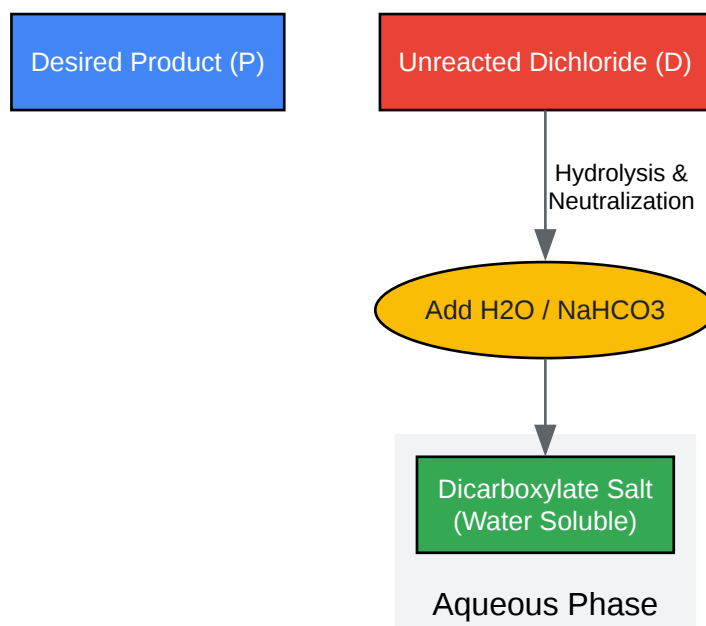 Desired Product (P)
Unreacted Dichloride (D)
Hydrolysis &
Neutralization
Add H2O / NaHCO3
Dicarboxylate Salt
(Water Soluble)
Aqueous Phase